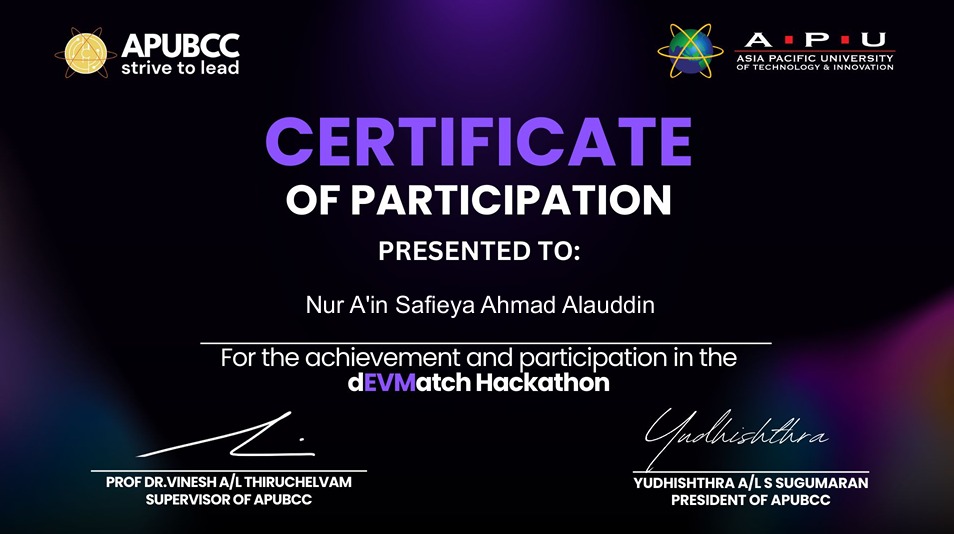 APUBCC
strive to lead
A·P·U
ASIA PACIFIC UNIVERSITY
OF TECHNOLOGY & INNOVATION
CERTIFICATE
OF PARTICIPATION
PRESENTED TO:
Nur A'in Safieya Ahmad Alauddin
For the achievement and participation in the
dEVMatch Hackathon
Yudhishthra
PROF DR.VINESH A/L THIRUCHELVAM
SUPERVISOR OF APUBCC
YUDHISHTHRA A/L S SUGUMARAN
PRESIDENT OF APUBCC